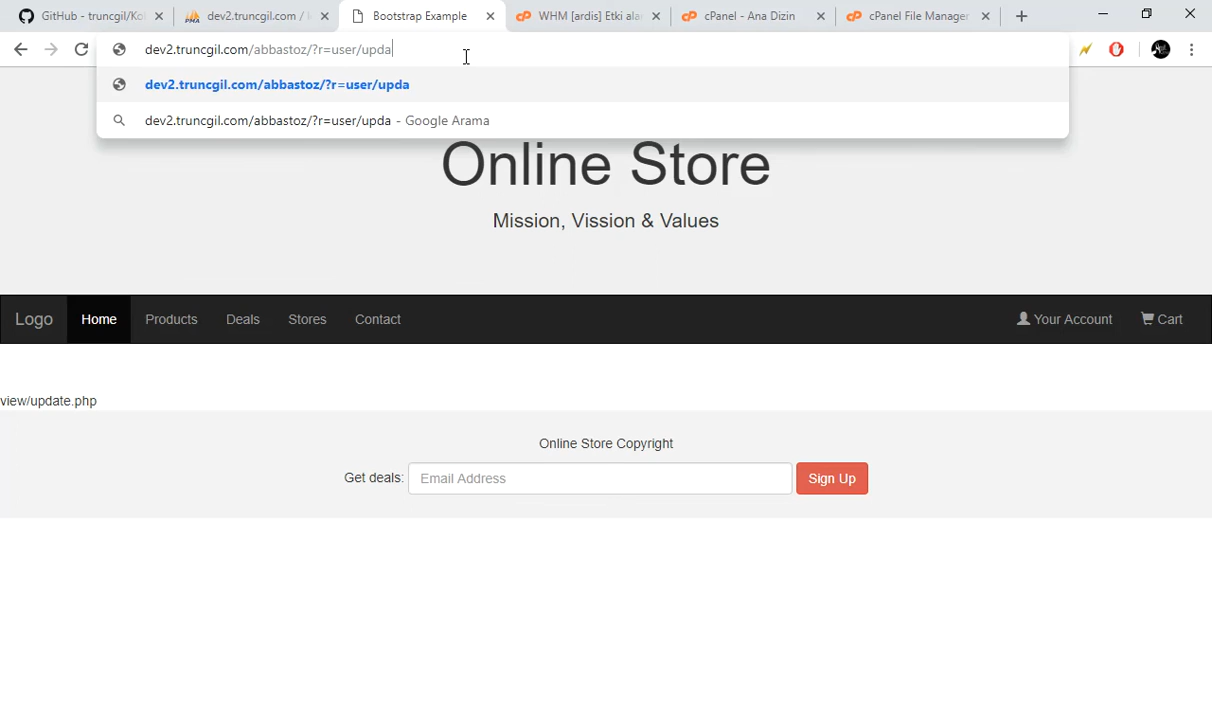 GitHub - truncgil/Ko
dev2.truncgil.com /
Bootstrap Example
WHM [ardis] Etki ala
cPanel - Ana Dizin
cPanel File Manager
dev2.truncgil.com/abbastoz/?r=user/upda
dev2.truncgil.com/abbastoz/?r=user/upda
dev2.truncgil.com/abbastoz/?r=user/upda - Google Arama
Online Store
Mission, Vission & Values
Logo
Home
Products
Deals
Stores
Contact
Your Account
Cart
view/update.php
Online Store Copyright
Get deals:
Email Address
Sign Up